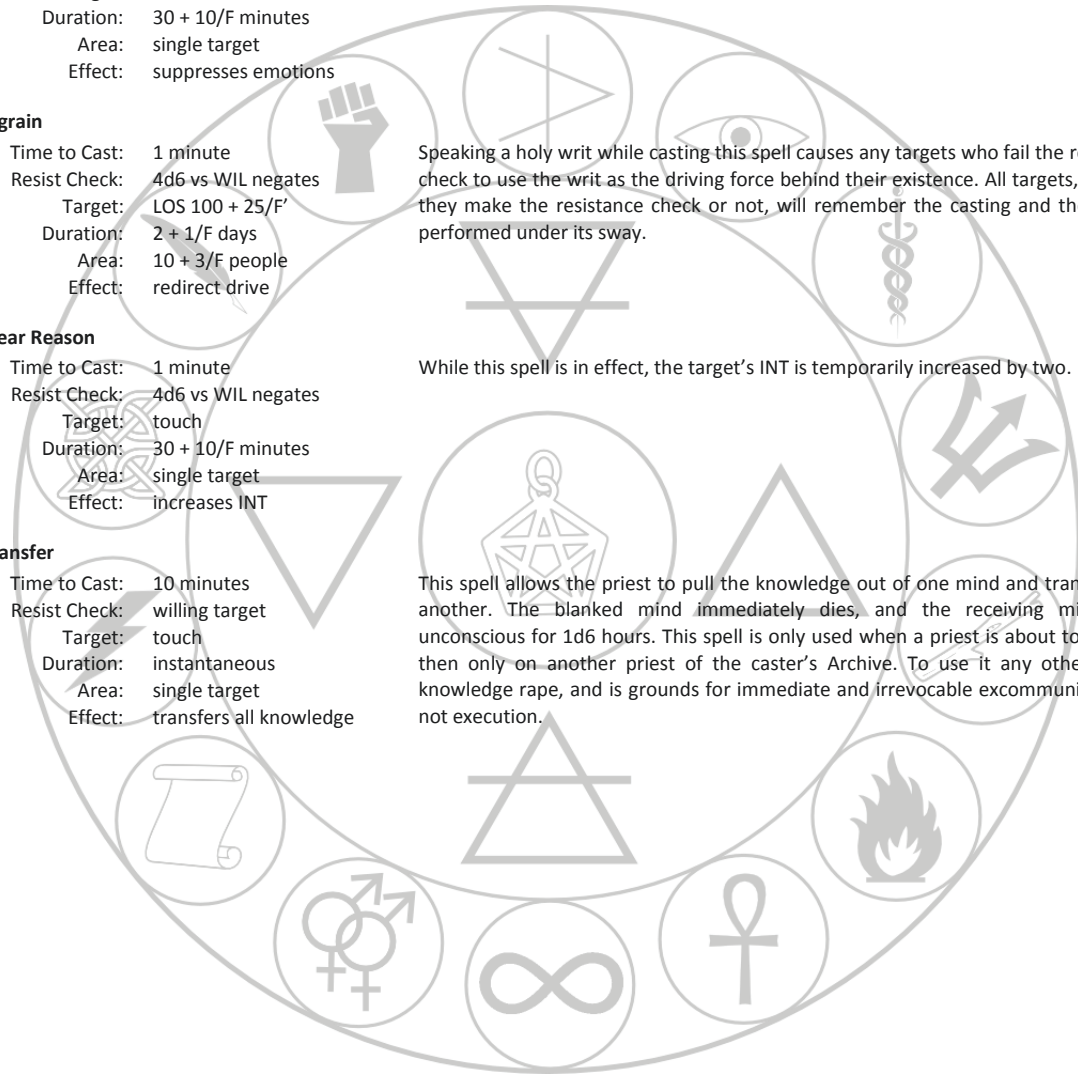 Duration: 30 + 10/F minutes
Area: single target
Effect: suppresses emotions
grain
Time to Cast: 1 minute
Resist Check: 4d6 vs WIL negates
Target: LOS 100 + 25/F'
Duration: 2 + 1/F days
Area: 10 + 3/F people
Effect: redirect drive
Speaking a holy writ while casting this spell causes any targets who fail the
check to use the writ as the driving force behind their existence. All targets,
they make the resistance check or not, will remember the casting and
performed under its sway.
ear Reason
Time to Cast: 1 minute
Resist Check: 4d6 vs WIL negates
Target: touch
Duration: 30 + 10/F minutes
Area: single target
Effect: increases INT
While this spell is in effect, the target’s INT is temporarily increased by two.
ansfer
Time to Cast: 10 minutes
Resist Check: willing target
Target: touch
Duration: instantaneous
Area: single target
Effect: transfers all knowledge
This spell allows the priest to pull the knowledge out of one mind and tran
another. The blanked mind immediately dies, and the receiving mi
unconscious for 1d6 hours. This spell is only used when a priest is about to
then only on another priest of the caster’s Archive. To use it any othe
knowledge rape, and is grounds for immediate and irrevocable excommuni
not execution.